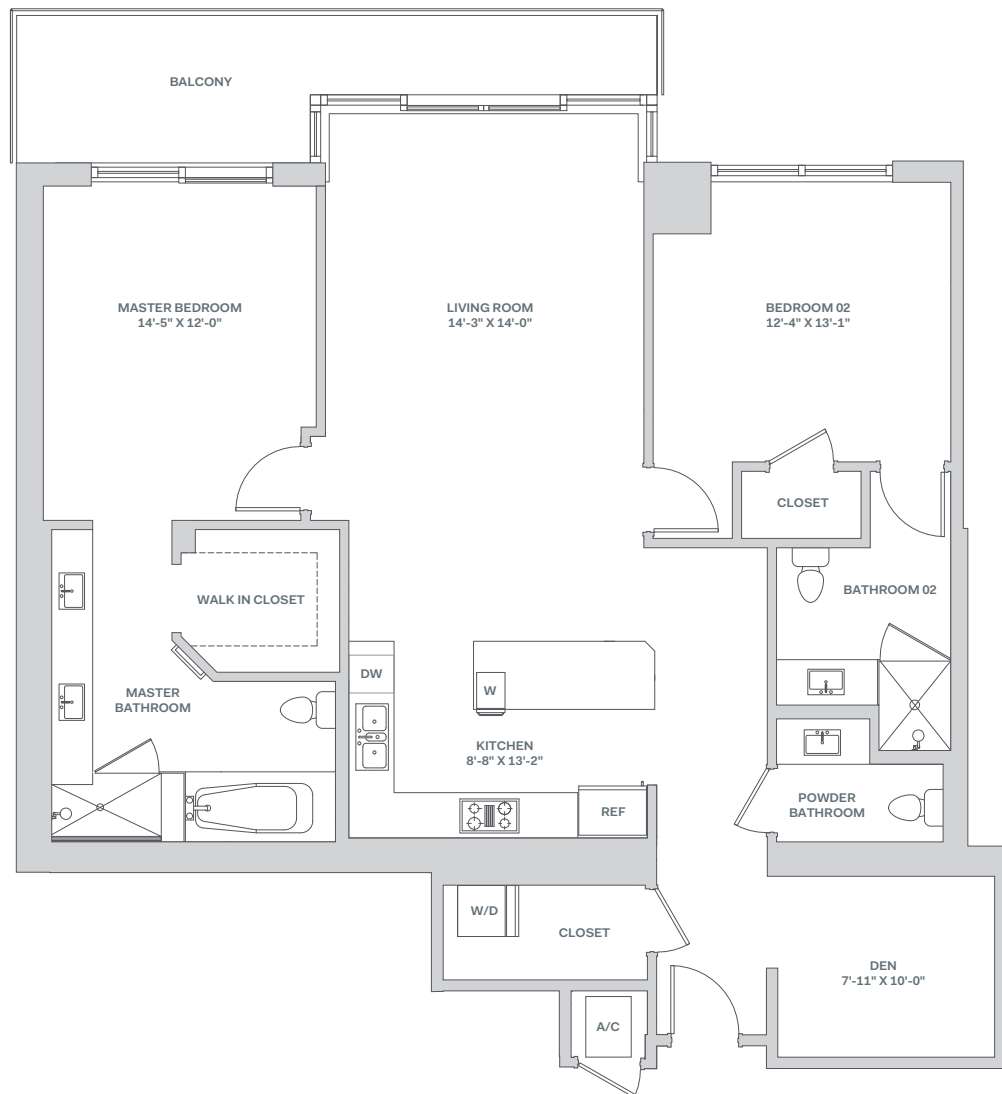 BALCONY
MASTER BEDROOM
14'-5" X 12'-0"
LIVING ROOM
14'-3" X 14'-0"
BEDROOM 02
12'-4" X 13'-1"
CLOSET
WALK IN CLOSET
BATHROOM 02
DW
W
MASTER
BATHROOM
KITCHEN
8'-8" X 13'-2"
REF
POWDER
BATHROOM
W/D
CLOSET
DEN
7'-11" X 10'-0"
A/C